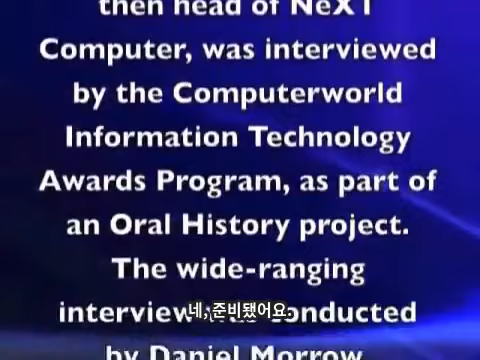 then head of NeXT
Computer, was interviewed
by the Computerworld
Information Technology
Awards Program, as part of
an Oral History project.
The wide-ranging
interview was conducted
네, 준비됐어요.
by Daniel Morrow